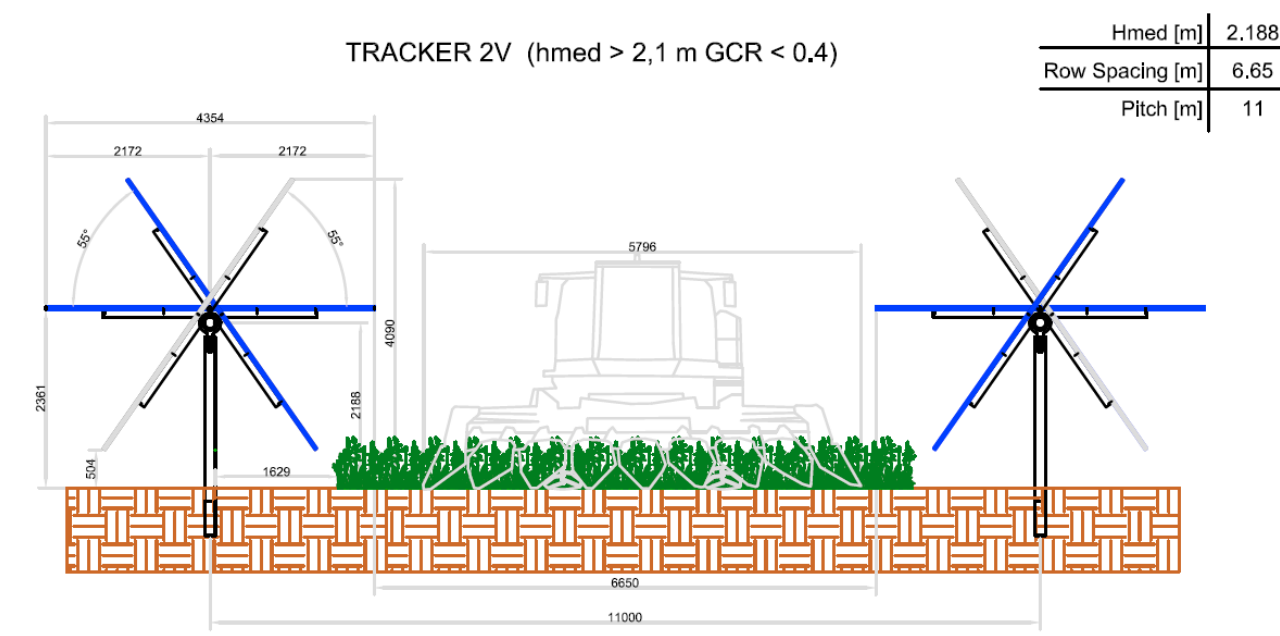 TRACKER 2V (hmed > 2,1 m GCR < 0.4)
Hmed [m] 2.188
Row Spacing [m] 6.65
Pitch [m] 11
4354
2172 2172
55° 55°
5796
4090
2361
2188
504
1629
6650
11000